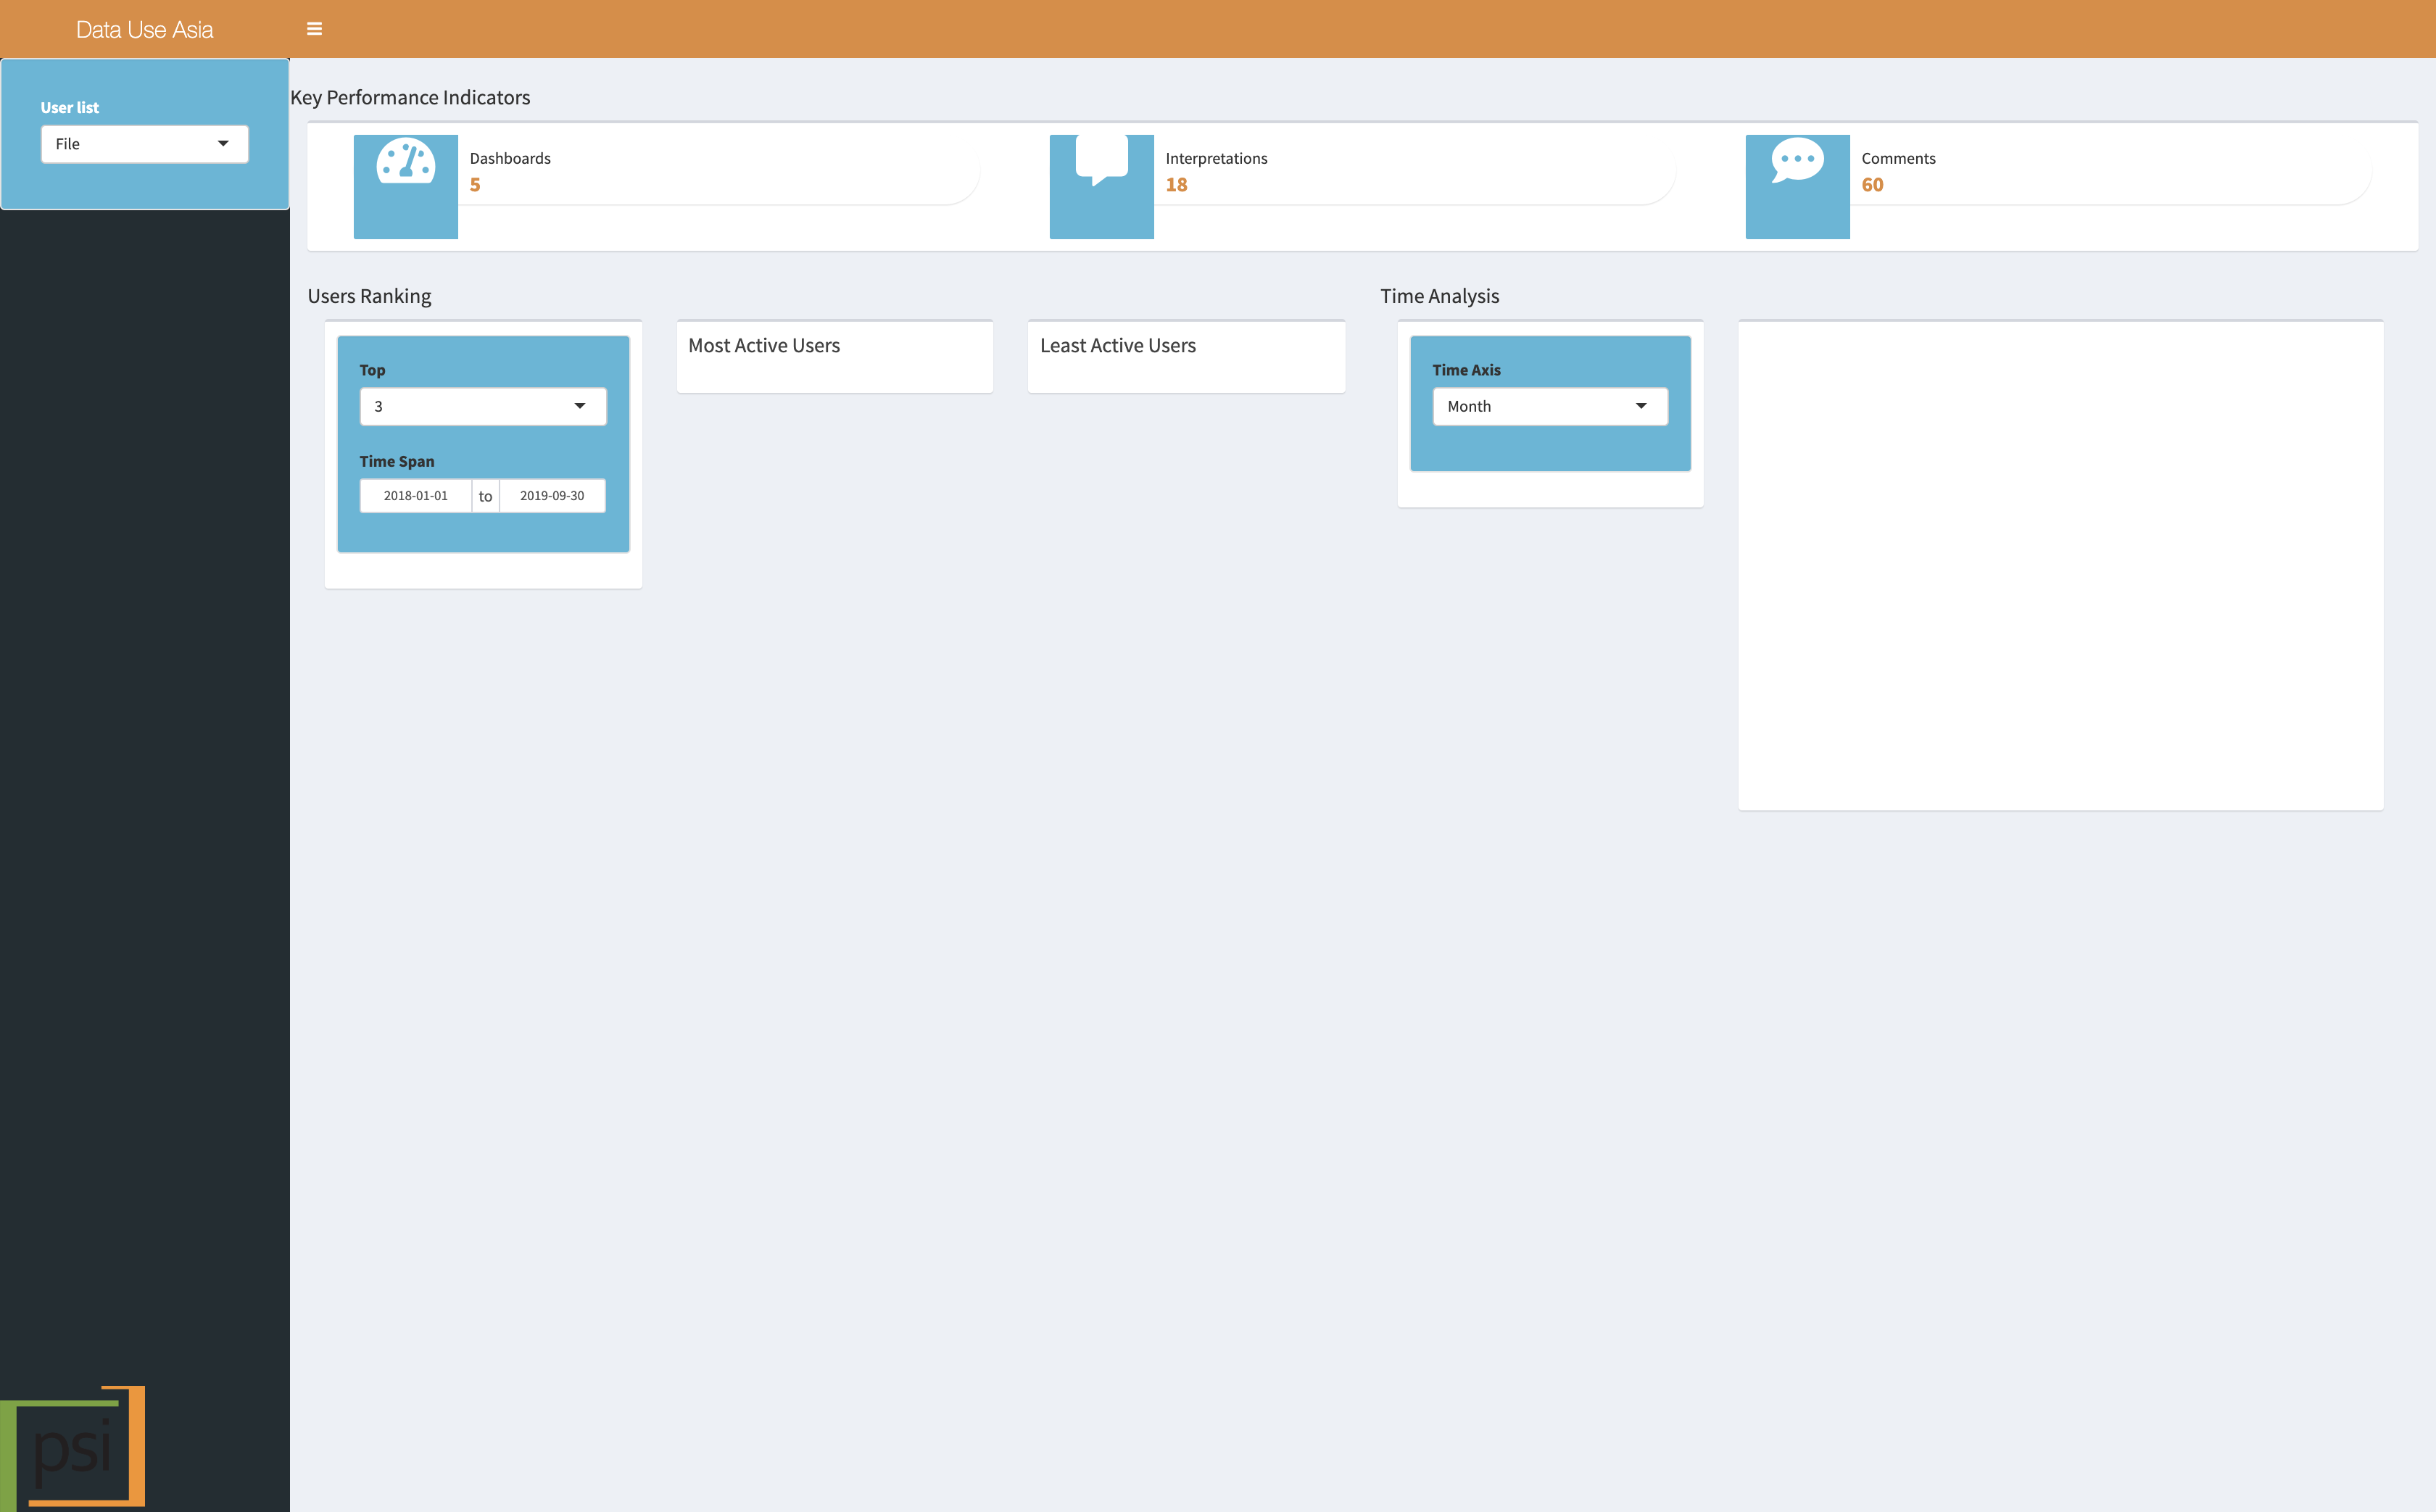 Data Use Asia
User list
File
Key Performance Indicators
Dashboards
5
Interpretations
18
Comments
60
Users Ranking
Top
3
Time Span
2018-01-01 to 2019-09-30
Most Active Users
Least Active Users
Time Analysis
Time Axis
Month
psi